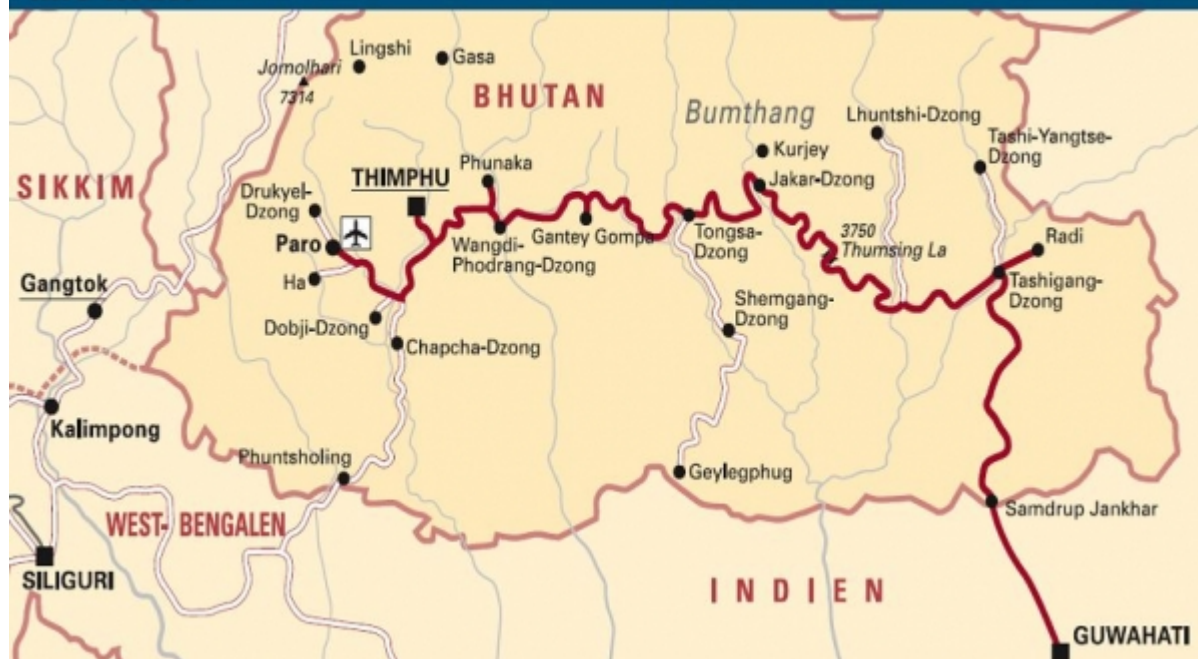 Lingshi
Gasa
Jomolhari
7314
BHUTAN
Bumthang
Lhuntshi-Dzong
Tashi-Yangtse-
Dzong
Kurjey
Phunaka
SIKKIM
THIMPHU
Drukyel-
Dzong
Jakar-Dzong
Paro
Wangdi-
Phodrang-Dzong
Gantey Gompa
Tongsa-
Dzong
3750
Thumsing La
Radi
Gangtok
Ha
Tashigang-
Dzong
Shemgang-
Dzong
Dobji-Dzong
Chapcha-Dzong
Kalimpong
Phuntsholing
Geylegphug
Samdrup Jankhar
WEST-BENGALEN
SILIGURI
INDIEN
GUWAHATI